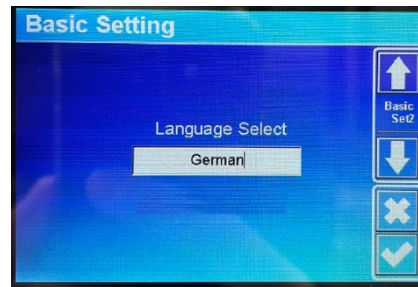 Basic Setting
Basic
Set2
Language Select
German